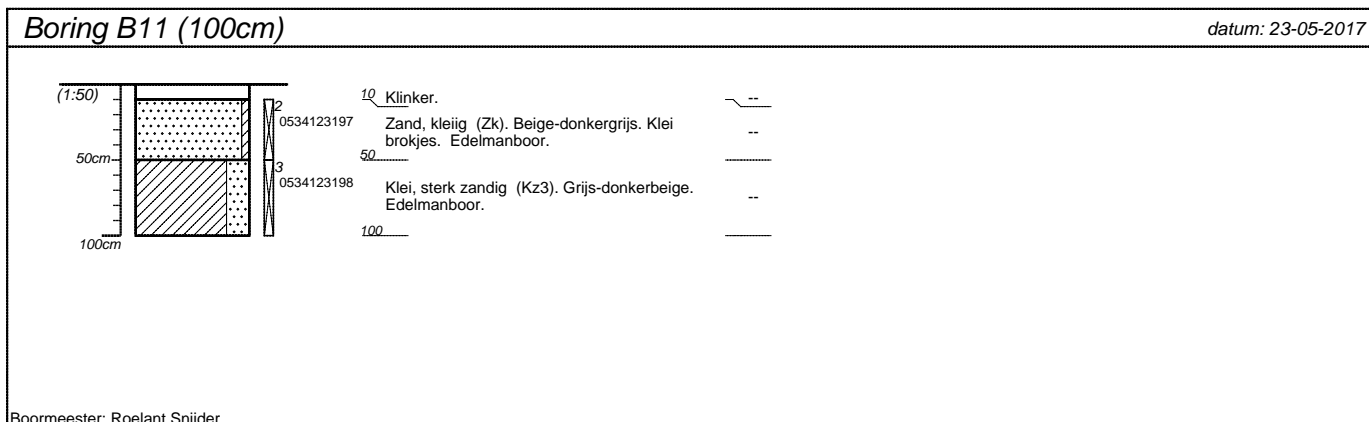 Boring B11 (100cm)
datum: 23-05-2017
(1:50)
50cm
100cm
2
0534123197
3
0534123198
10 Klinker.
--
Zand, kleiig (Zk). Beige-donkergrijs. Klei
brokjes. Edelmanboor.
--
50
Klei, sterk zandig (Kz3). Grijs-donkerbeige.
Edelmanboor.
--
100
Boormeester: Roelant Snijder